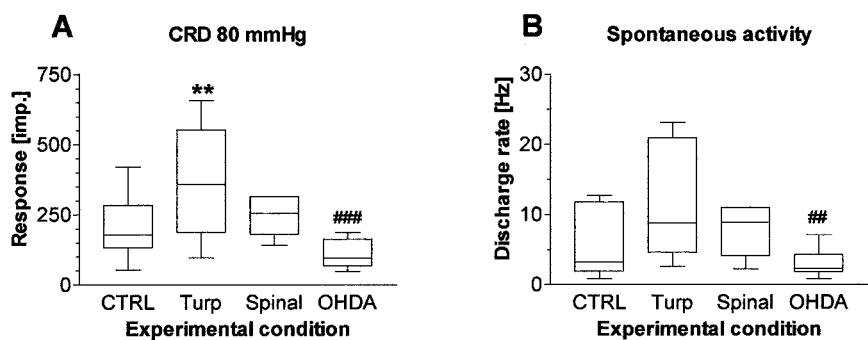 A
CRD 80 mmHg
Response [imp.]
750
500
250
0
**
###
CTRL
Turp
Spinal
OHDA
Experimental condition
B
Spontaneous activity
Discharge rate [Hz]
30
20
10
0
##
CTRL
Turp
Spinal
OHDA
Experimental condition